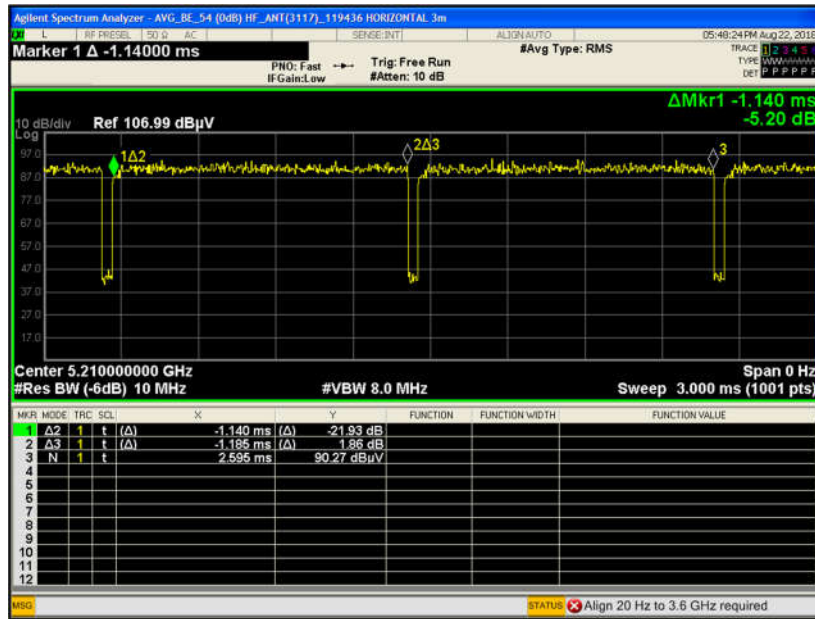 Agilent Spectrum Analyzer - AVG_BE_54 (0dB) HF_ANT(3117)_119436 HORIZONTAL 3m
L RF PRESEL 50 Ω AC SENSE:INT ALIGN AUTO 05:48:24 PM Aug 22, 2018
Marker 1 Δ -1.14000 ms
#Avg Type: RMS
TRACE 1 2 3 4 5
PNO: Fast Trig: Free Run
TYPE
IFGain:Low #Atten: 10 dB
DET P P P P P
ΔMkr1 -1.140 ms
-5.20 dB
10 dB/div Ref 106.99 dBµV
Log
97.0
87.0
77.0
67.0
57.0
47.0
37.0
27.0
17.0
1Δ2
2Δ3
3
Center 5.210000000 GHz Span 0 Hz
#Res BW (-6dB) 10 MHz #VBW 8.0 MHz Sweep 3.000 ms (1001 pts)
MKR MODE TRC SCL X Y FUNCTION FUNCTION WIDTH FUNCTION VALUE
1 Δ2 1 t (Δ) -1.140 ms (Δ) -21.93 dB
2 Δ3 1 t (Δ) -1.185 ms (Δ) 1.86 dB
3 N 1 t 2.595 ms 90.27 dBµV
4
5
6
7
8
9
10
11
12
MSG STATUS Align 20 Hz to 3.6 GHz required